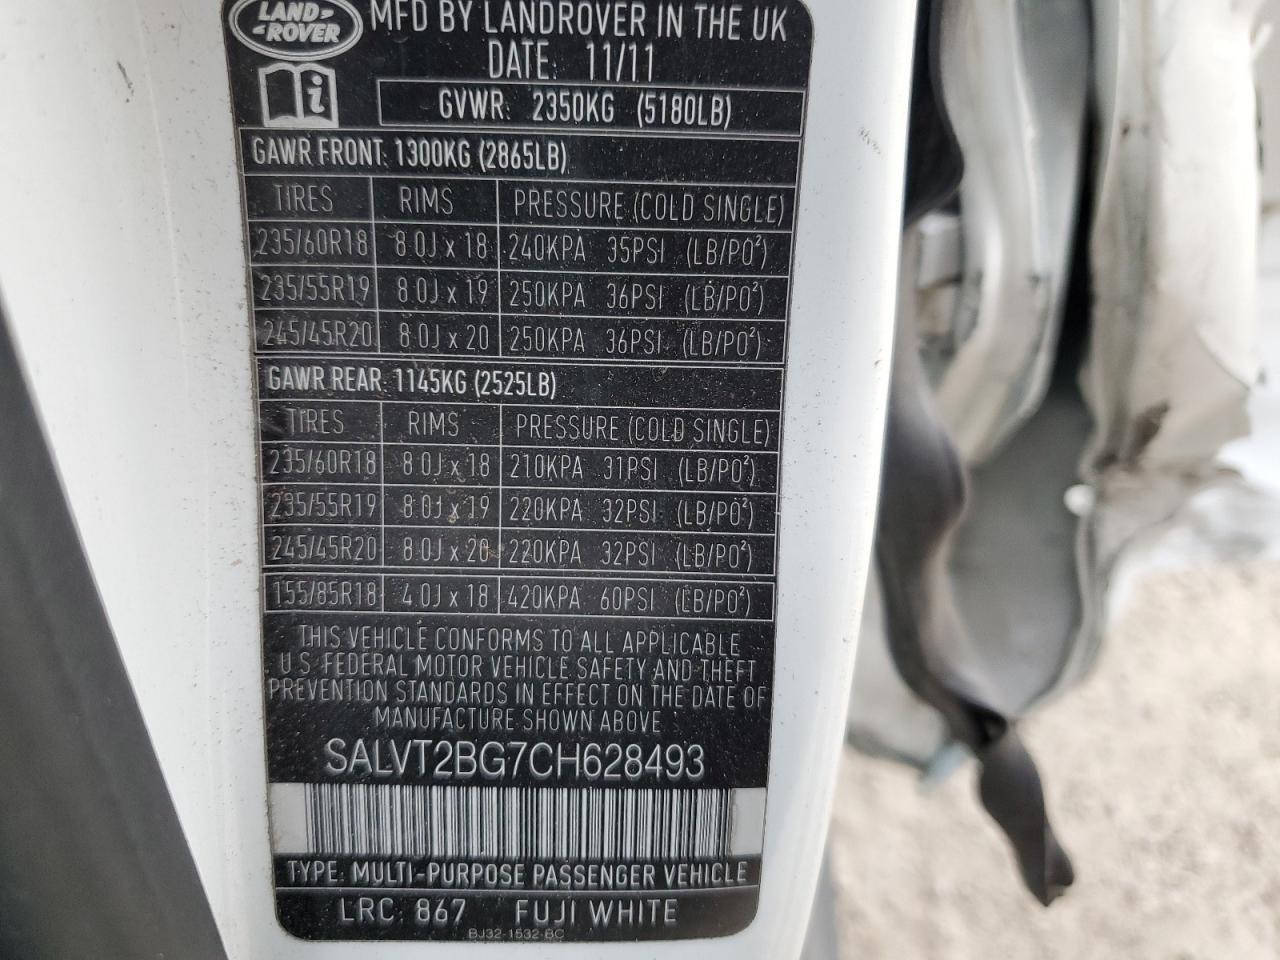 LAND ROVER
MFD BY LANDROVER IN THE UK
DATE: 11/11
GVWR: 2350KG (5180LB)
GAWR FRONT: 1300KG (2865LB)
TIRES RIMS PRESSURE (COLD SINGLE)
235/60R18 8.0J x 18 240KPA 35PSI (LB/PO²)
235/55R19 8.0J x 19 250KPA 36PSI (LB/PO²)
245/45R20 8.0J x 20 250KPA 36PSI (LB/PO²)
GAWR REAR: 1145KG (2525LB)
TIRES RIMS PRESSURE (COLD SINGLE)
235/60R18 8.0J x 18 210KPA 31PSI (LB/PO²)
235/55R19 8.0J x 19 220KPA 32PSI (LB/PO²)
245/45R20 8.0J x 20 220KPA 32PSI (LB/PO²)
155/85R18 4.0J x 18 420KPA 60PSI (LB/PO²)
THIS VEHICLE CONFORMS TO ALL APPLICABLE
U.S. FEDERAL MOTOR VEHICLE SAFETY AND THEFT
PREVENTION STANDARDS IN EFFECT ON THE DATE OF
MANUFACTURE SHOWN ABOVE
SALVT2BG7CH628493
TYPE: MULTI-PURPOSE PASSENGER VEHICLE
LRC: 867 FUJI WHITE
BJ32-1532-BC